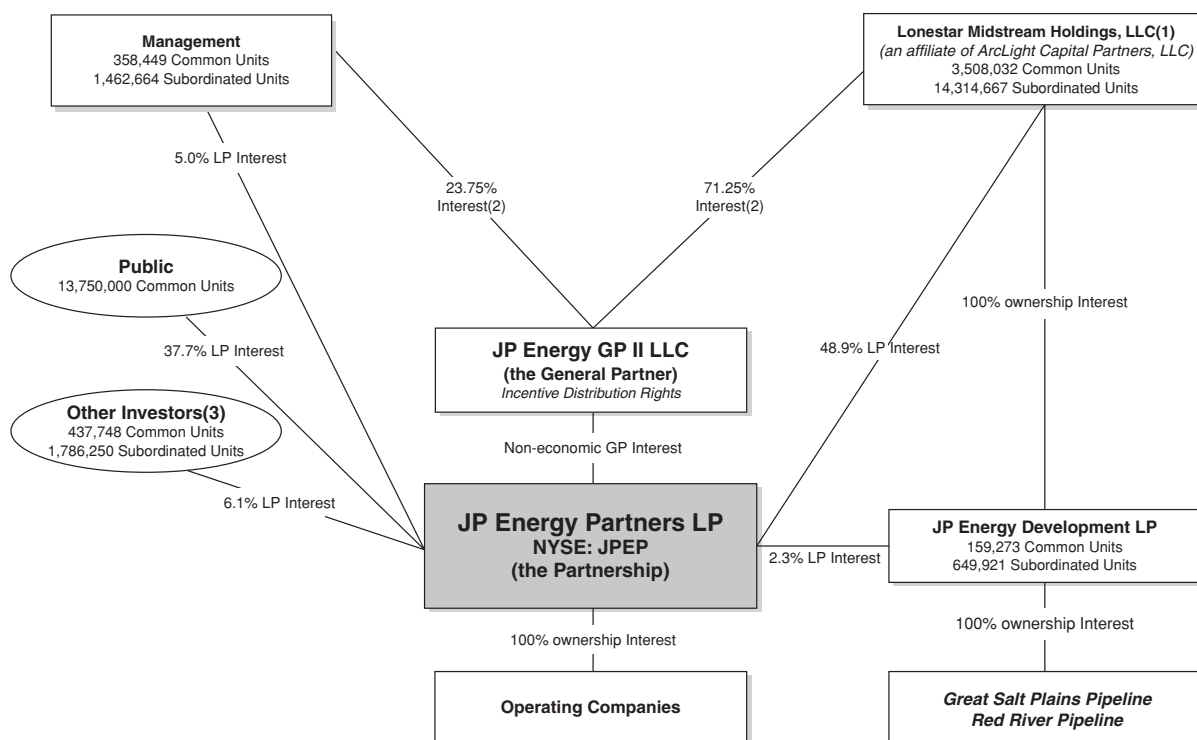 Management
358,449 Common Units
1,462,664 Subordinated Units
Lonestar Midstream Holdings, LLC(1)
(an affiliate of ArcLight Capital Partners, LLC)
3,508,032 Common Units
14,314,667 Subordinated Units
5.0% LP Interest
23.75%
Interest(2)
71.25%
Interest(2)
Public
13,750,000 Common Units
100% ownership Interest
37.7% LP Interest
JP Energy GP II LLC
(the General Partner)
Incentive Distribution Rights
48.9% LP Interest
Other Investors(3)
437,748 Common Units
1,786,250 Subordinated Units
Non-economic GP Interest
6.1% LP Interest
JP Energy Partners LP
NYSE: JPEP
(the Partnership)
2.3% LP Interest
JP Energy Development LP
159,273 Common Units
649,921 Subordinated Units
100% ownership Interest
100% ownership Interest
Operating Companies
Great Salt Plains Pipeline
Red River Pipeline